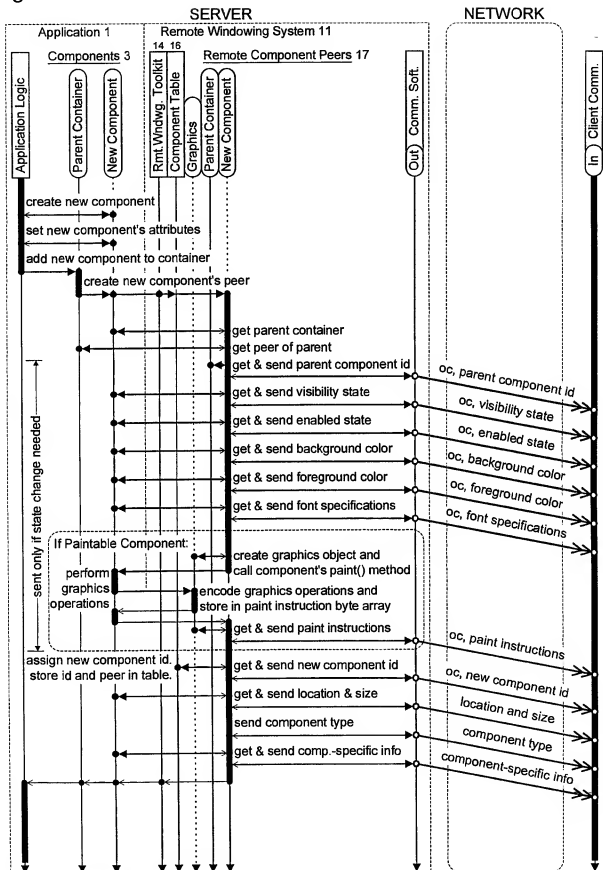 SERVER
NETWORK
Application 1
Remote Windowing System 11
Components 3
14 16
Remote Component Peers 17
Application Logic
Parent Container
New Component
Rmt.Wndwg. Toolkit
Component Table
Graphics
Parent Container
New Component
Out Comm. Soft.
In Client Comm.
create new component
set new component's attributes
add new component to container
create new component's peer
get parent container
get peer of parent
get & send parent component id
oc, parent component id
get & send visibility state
oc, visibility state
get & send enabled state
oc, enabled state
get & send background color
oc, background color
get & send foreground color
oc, foreground color
get & send font specifications
oc, font specifications
sent only if state change needed
If Paintable Component:
create graphics object and
call component's paint() method
perform
graphics
operations
encode graphics operations and
store in paint instruction byte array
get & send paint instructions
oc, paint instructions
assign new component id.
store id and peer in table.
get & send new component id
oc, new component id
get & send location & size
location and size
send component type
component type
get & send comp.-specific info
component-specific info